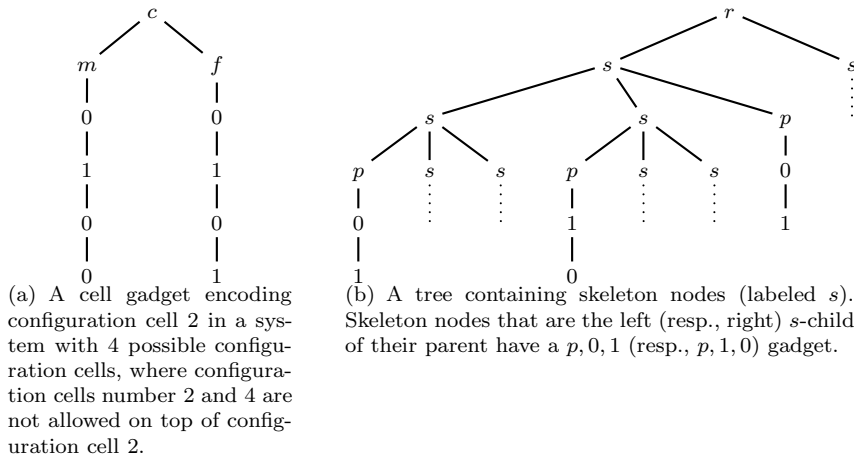 c r
m f s s
0 0 s s p
1 1 p s s p s s 0
0 0 0 1 1
0 1 1 0
(a) A cell gadget encoding
configuration cell 2 in a sys-
tem with 4 possible configu-
ration cells, where configura-
tion cells number 2 and 4 are
not allowed on top of config-
uration cell 2.
(b) A tree containing skeleton nodes (labeled s).
Skeleton nodes that are the left (resp., right) s-child
of their parent have a p, 0, 1 (resp., p, 1, 0) gadget.